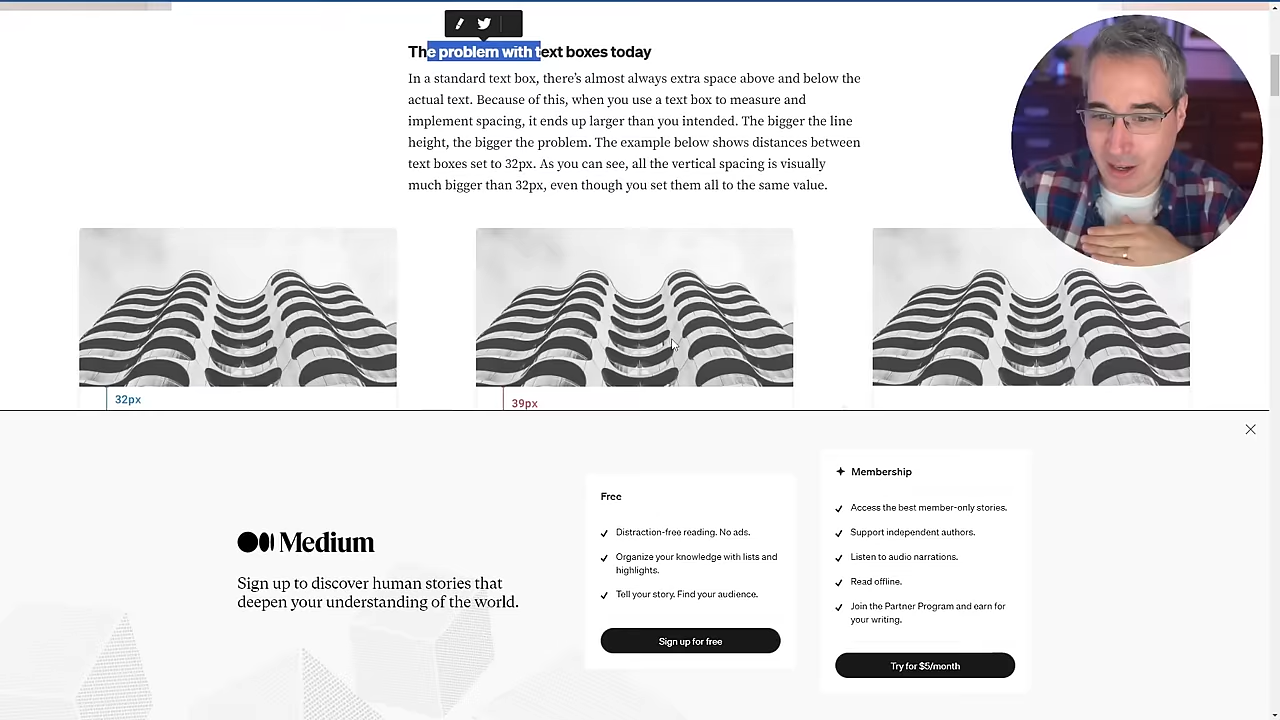 The problem with text boxes today
In a standard text box, there's almost always extra space above and below the
actual text. Because of this, when you use a text box to measure and
implement spacing, it ends up larger than you intended. The bigger the line
height, the bigger the problem. The example below shows distances between
text boxes set to 32px. As you can see, all the vertical spacing is visually
much bigger than 32px, even though you set them all to the same value.
32px
39px
Medium
Sign up to discover human stories that
deepen your understanding of the world.
Free
Distraction-free reading. No ads.
Organize your knowledge with lists and
highlights.
Tell your story. Find your audience.
Sign up for free
Membership
Access the best member-only stories.
Support independent authors.
Listen to audio narrations.
Read offline.
Join the Partner Program and earn for
your writing.
Try for $5/month